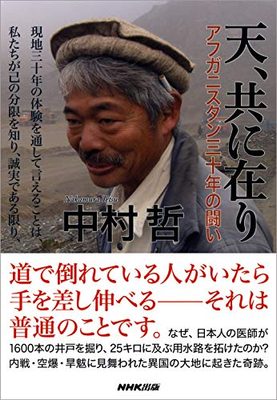 天、共に在り
アフガニスタン三十年の闘い
現地三十年の体験を通して言えることは、
私たちが己の分限を知り、誠実である限り、
Nakamura Tetsu
中村 哲
道で倒れている人がいたら
手を差し伸べる――それは
普通のことです。なぜ、日本人の医師が
1600本の井戸を掘り、25キロに及ぶ用水路を拓けたのか?
内戦・空爆・旱魃に見舞われた異国の大地に起きた奇跡。
NHK出版